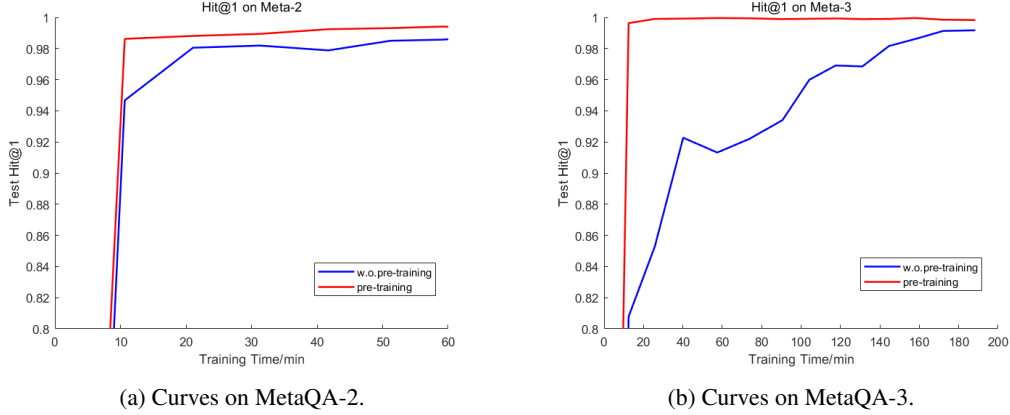 Hit@1 on Meta-2
1
0.98
0.96
0.94
0.92
0.9
0.88
0.86
0.84
0.82
0.8
Test Hit@1
w.o.pre-training
pre-training
0 10 20 30 40 50 60
Training Time/min
(a) Curves on MetaQA-2.
Hit@1 on Meta-3
1
0.98
0.96
0.94
0.92
0.9
0.88
0.86
0.84
0.82
0.8
Test Hit@1
w.o.pre-training
pre-training
0 20 40 60 80 100 120 140 160 180 200
Training Time/min
(b) Curves on MetaQA-3.